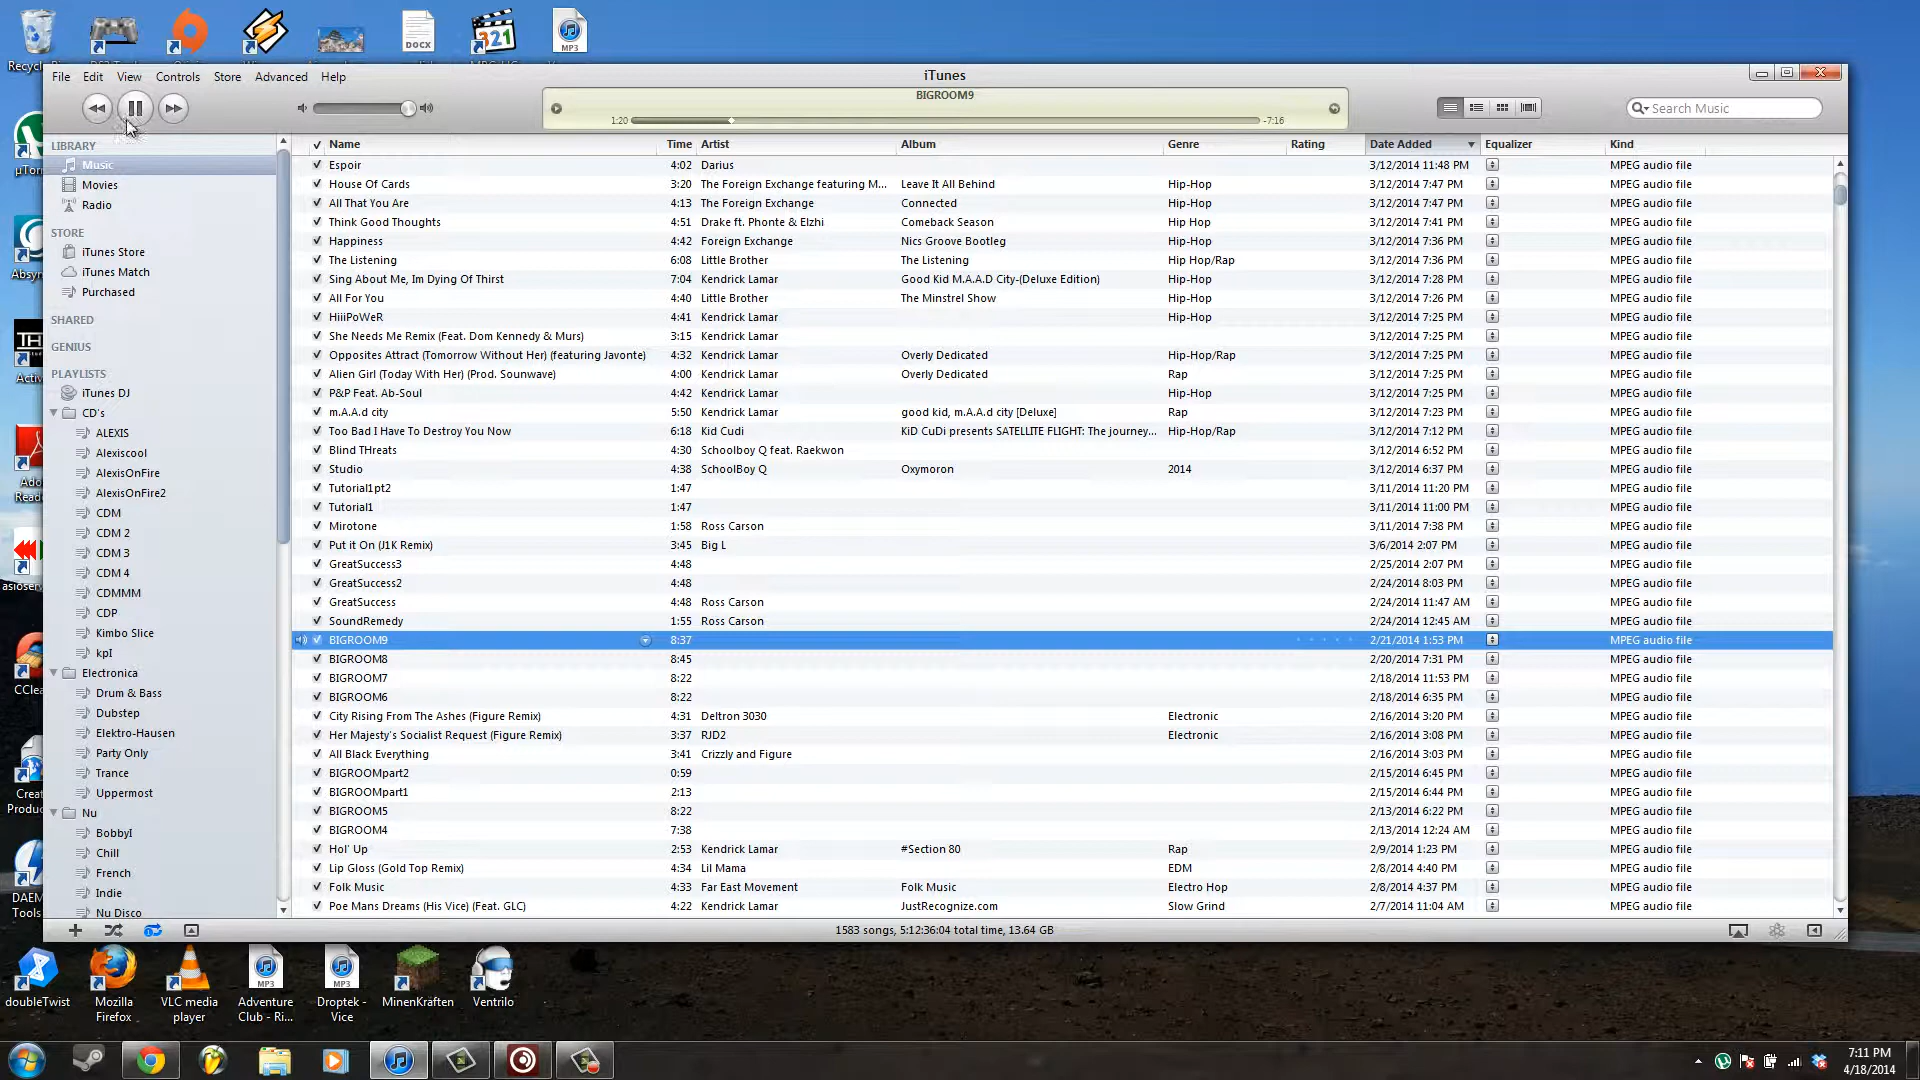 DOCX
321
MP3
Recycl
File Edit View Controls Store Advanced Help
iTunes
BIGROOM9
1:20 -7:16
Search Music
LIBRARY
Music
Movies
Radio
STORE
iTunes Store
iTunes Match
Purchased
SHARED
GENIUS
PLAYLISTS
iTunes DJ
CD's
ALEXIS
Alexiscool
AlexisOnFire
AlexisOnFire2
CDM
CDM 2
CDM 3
CDM 4
CDMMM
CDP
Kimbo Slice
kpI
Electronica
Drum & Bass
Dubstep
Elektro-Hausen
Party Only
Trance
Uppermost
Nu
BobbyI
Chill
French
Indie
Nu Disco
Name Time Artist Album Genre Rating Date Added Equalizer Kind
Espoir 4:02 Darius 3/12/2014 11:48 PM MPEG audio file
House Of Cards 3:20 The Foreign Exchange featuring M... Leave It All Behind Hip-Hop 3/12/2014 7:47 PM MPEG audio file
All That You Are 4:13 The Foreign Exchange Connected Hip-Hop 3/12/2014 7:47 PM MPEG audio file
Think Good Thoughts 4:51 Drake ft. Phonte & Elzhi Comeback Season Hip Hop 3/12/2014 7:41 PM MPEG audio file
Happiness 4:42 Foreign Exchange Nics Groove Bootleg Hip-Hop 3/12/2014 7:36 PM MPEG audio file
The Listening 6:08 Little Brother The Listening Hip Hop/Rap 3/12/2014 7:36 PM MPEG audio file
Sing About Me, Im Dying Of Thirst 7:04 Kendrick Lamar Good Kid M.A.A.D City-(Deluxe Edition) Hip-Hop 3/12/2014 7:28 PM MPEG audio file
All For You 4:40 Little Brother The Minstrel Show Hip-Hop 3/12/2014 7:26 PM MPEG audio file
HiiiPoWeR 4:41 Kendrick Lamar Hip-Hop 3/12/2014 7:25 PM MPEG audio file
She Needs Me Remix (Feat. Dom Kennedy & Murs) 3:15 Kendrick Lamar 3/12/2014 7:25 PM MPEG audio file
Opposites Attract (Tomorrow Without Her) (featuring Javonte) 4:32 Kendrick Lamar Overly Dedicated Hip-Hop/Rap 3/12/2014 7:25 PM MPEG audio file
Alien Girl (Today With Her) (Prod. Sounwave) 4:00 Kendrick Lamar Overly Dedicated Rap 3/12/2014 7:25 PM MPEG audio file
P&P Feat. Ab-Soul 4:42 Kendrick Lamar Hip-Hop 3/12/2014 7:25 PM MPEG audio file
m.A.A.d city 5:50 Kendrick Lamar good kid, m.A.A.d city [Deluxe] Rap 3/12/2014 7:23 PM MPEG audio file
Too Bad I Have To Destroy You Now 6:18 Kid Cudi KiD CuDi presents SATELLITE FLIGHT: The journey... Hip-Hop/Rap 3/12/2014 7:12 PM MPEG audio file
Blind THreats 4:30 Schoolboy Q feat. Raekwon 3/12/2014 6:52 PM MPEG audio file
Studio 4:38 SchoolBoy Q Oxymoron 2014 3/12/2014 6:37 PM MPEG audio file
Tutorial1pt2 1:47 3/11/2014 11:20 PM MPEG audio file
Tutorial1 1:47 3/11/2014 11:00 PM MPEG audio file
Mirotone 1:58 Ross Carson 3/11/2014 7:38 PM MPEG audio file
Put it On (J1K Remix) 3:45 Big L 3/6/2014 2:07 PM MPEG audio file
GreatSuccess3 4:48 2/25/2014 2:07 PM MPEG audio file
GreatSuccess2 4:48 2/24/2014 8:03 PM MPEG audio file
GreatSuccess 4:48 Ross Carson 2/24/2014 11:47 AM MPEG audio file
SoundRemedy 1:55 Ross Carson 2/24/2014 12:45 AM MPEG audio file
BIGROOM9 8:37 2/21/2014 1:53 PM MPEG audio file
BIGROOM8 8:45 2/20/2014 7:31 PM MPEG audio file
BIGROOM7 8:22 2/18/2014 11:53 PM MPEG audio file
BIGROOM6 8:22 2/18/2014 6:35 PM MPEG audio file
City Rising From The Ashes (Figure Remix) 4:31 Deltron 3030 Electronic 2/16/2014 3:20 PM MPEG audio file
Her Majesty's Socialist Request (Figure Remix) 3:37 RJD2 Electronic 2/16/2014 3:08 PM MPEG audio file
All Black Everything 3:41 Crizzly and Figure 2/16/2014 3:03 PM MPEG audio file
BIGROOMpart2 0:59 2/15/2014 6:45 PM MPEG audio file
BIGROOMpart1 2:13 2/15/2014 6:44 PM MPEG audio file
BIGROOM5 8:22 2/13/2014 6:22 PM MPEG audio file
BIGROOM4 7:38 2/13/2014 12:24 AM MPEG audio file
Hol' Up 2:53 Kendrick Lamar #Section 80 Rap 2/9/2014 1:23 PM MPEG audio file
Lip Gloss (Gold Top Remix) 4:34 Lil Mama EDM 2/8/2014 4:40 PM MPEG audio file
Folk Music 4:33 Far East Movement Folk Music Electro Hop 2/8/2014 4:37 PM MPEG audio file
Poe Mans Dreams (His Vice) (Feat. GLC) 4:22 Kendrick Lamar JustRecognize.com Slow Grind 2/7/2014 11:04 AM MPEG audio file
1583 songs, 5:12:36:04 total time, 13.64 GB
µTor
Absy
Activ
Ado
Read
asioser
CClea
Creat
Produc
DAEM
Tools
MP3
MP3
doubleTwist
Mozilla
Firefox
VLC media
player
Adventure
Club - Ri...
Droptek -
Vice
MinenKräften
Ventrilo
7:11 PM
4/18/2014